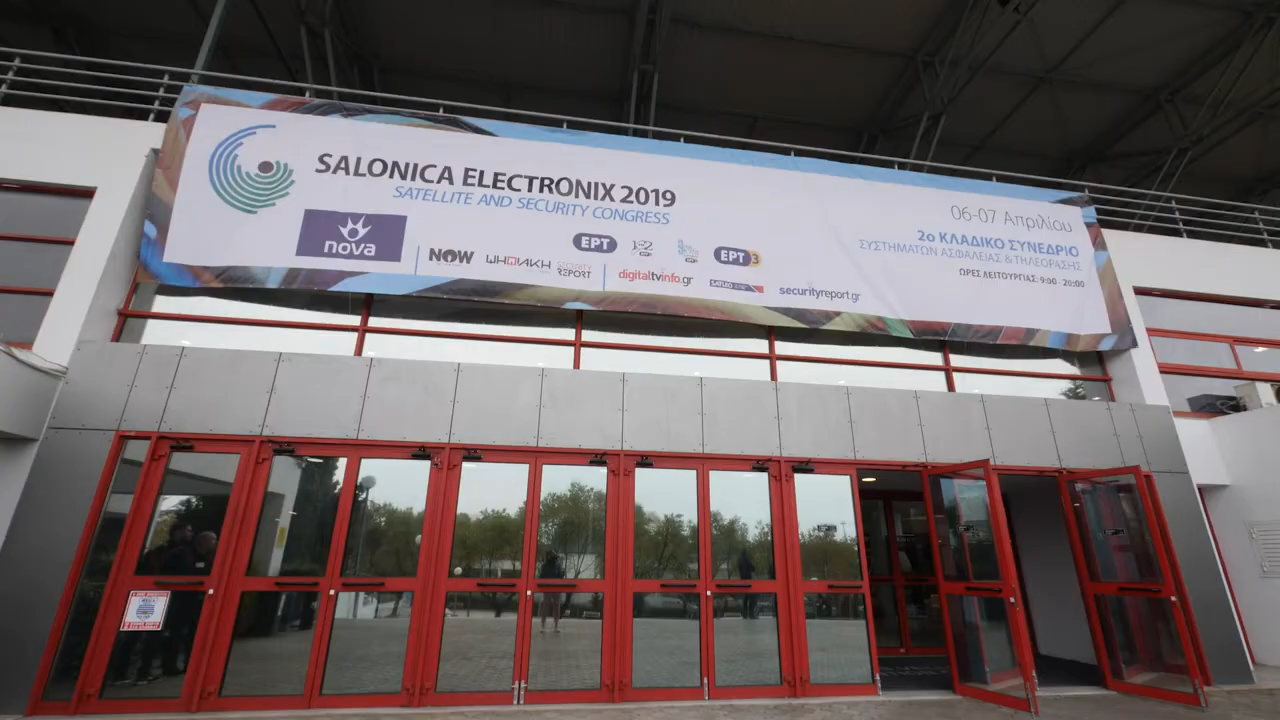 SALONICA ELECTRONIX 2019
SATELLITE AND SECURITY CONGRESS
nova
NOW
ΨΗΦΙΑΚΗ
SECURITY
REPORT
ΕΡΤ
102
ΕΡΤ3
digitaltvinfo.gr
securityreport.gr
06-07 Απριλίου
2ο ΚΛΑΔΙΚΟ ΣΥΝΕΔΡΙΟ
ΣΥΣΤΗΜΑΤΩΝ ΑΣΦΑΛΕΙΑΣ & ΤΗΛΕΟΡΑΣΗΣ
ΩΡΕΣ ΛΕΙΤΟΥΡΓΙΑΣ: 9:00 - 20:00